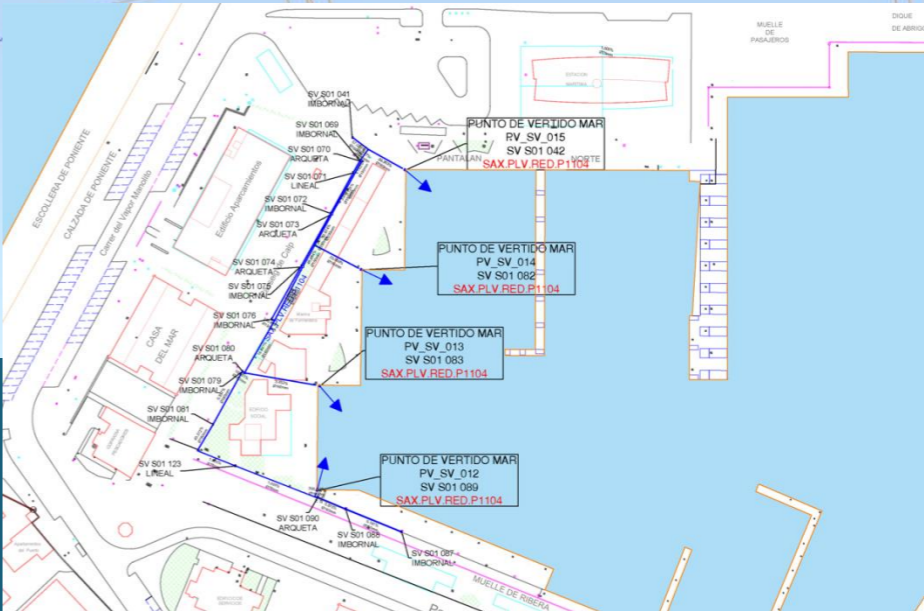 MUELLE
DE
PASAJEROS
DIQUE
DE ABRIGO
ESCOLLERA DE PONIENTE
CALZADA DE PONIENTE
Carrer del Vapor Manolito
Edificio Aparcamientos
ESTACION
MARITIMA
SV S01 041
IMBORNAL
SV S01 069
IMBORNAL
SV S01 070
ARQUETA
SV S01 071
LINEAL
SV S01 072
IMBORNAL
SV S01 073
ARQUETA
SV S01 074
ARQUETA
SV S01 075
IMBORNAL
SV S01 076
IMBORNAL
SV S01 080
ARQUETA
SV S01 079
IMBORNAL
SV S01 081
IMBORNAL
SV S01 123
LINEAL
SV S01 090
ARQUETA
SV S01 088
IMBORNAL
SV S01 087
IMBORNAL
PANTALAN NORTE
PUNTO DE VERTIDO MAR
RV_SV_015
SV S01 042
SAX.PLV.RED.P1104
PUNTO DE VERTIDO MAR
PV_SV_014
SV S01 082
SAX.PLV.RED.P1104
PUNTO DE VERTIDO MAR
PV_SV_013
SV S01 083
SAX.PLV.RED.P1104
PUNTO DE VERTIDO MAR
PV_SV_012
SV S01 089
SAX.PLV.RED.P1104
CASA
DEL MAR
EDIFICIO
SOCIAL
MUELLE DE RIBERA